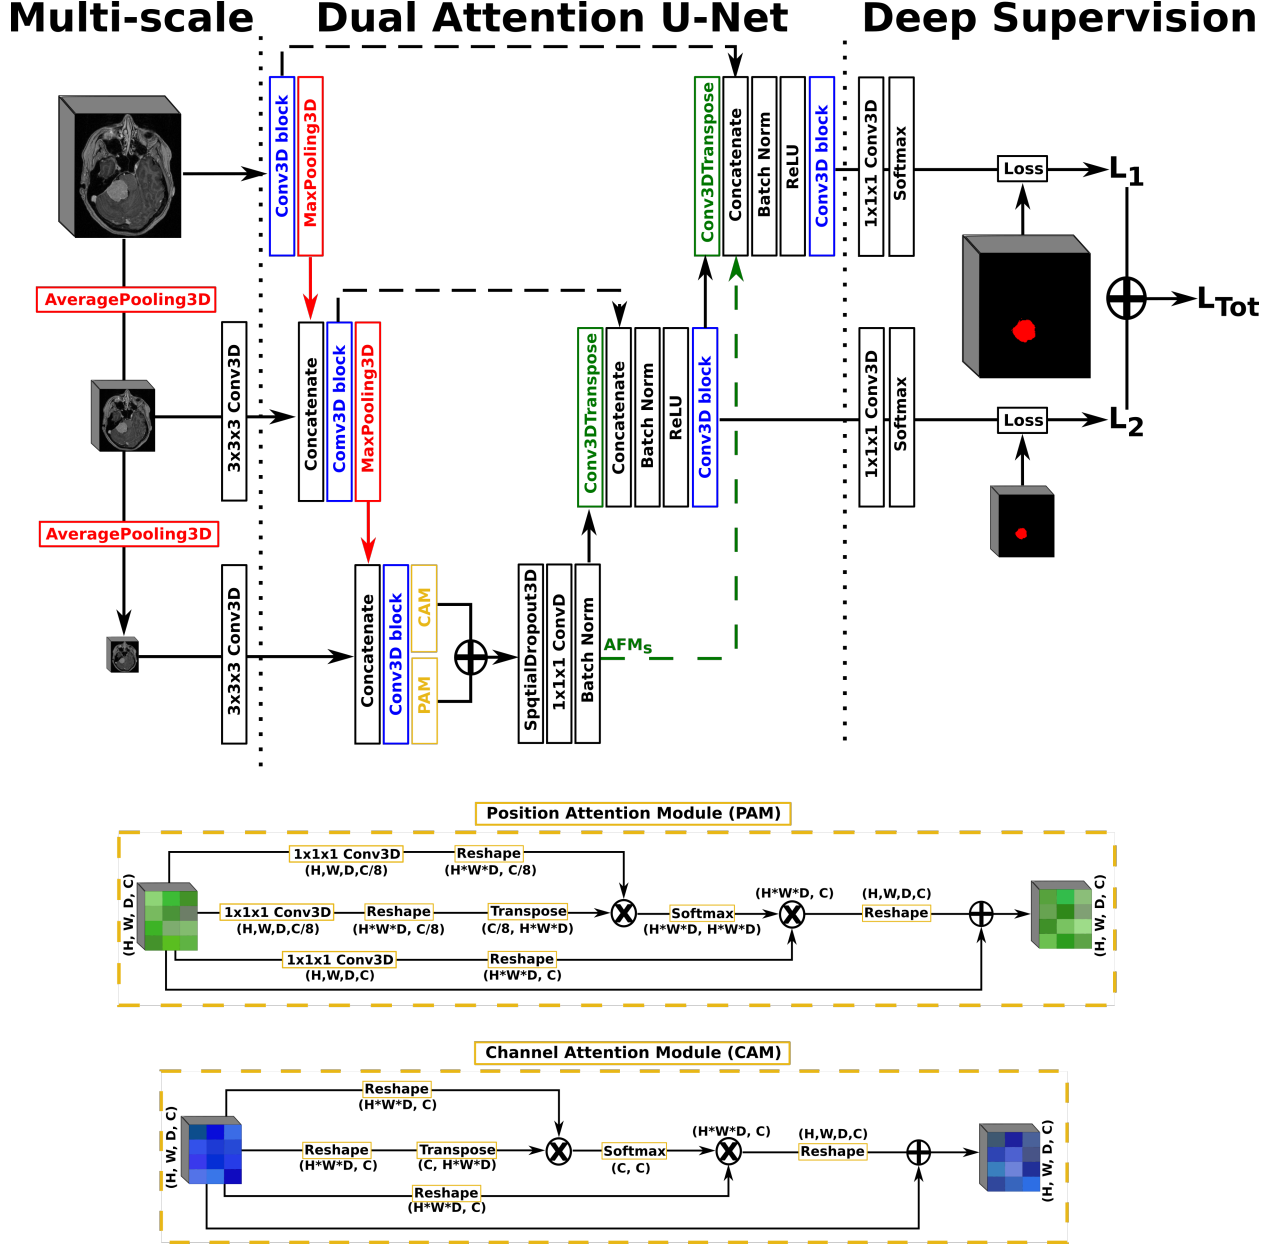 Multi-scale
Dual Attention U-Net
Deep Supervision
Conv3D block
MaxPooling3D
Conv3DTranspose
Concatenate
Batch Norm
ReLU
Conv3D block
1x1x1 Conv3D
Softmax
Loss
L1
AveragePooling3D
LTot
3x3x3 Conv3D
Concatenate
Comv3D block
MaxPooling3D
Conv3DTranspose
Concatenate
Batch Norm
ReLU
Conv3D block
1x1x1 Conv3D
Softmax
Loss
L2
AveragePooling3D
3x3x3 Conv3D
Concatenate
Conv3D block
CAM
PAM
SpqtialDropout3D
1x1x1 ConvD
Batch Norm
AFMs
Position Attention Module (PAM)
(H, W, D, C)
1x1x1 Conv3D
(H,W,D,C/8)
Reshape
(H*W*D, C/8)
1x1x1 Conv3D
(H,W,D,C/8)
Reshape
(H*W*D, C/8)
Transpose
(C/8, H*W*D)
Softmax
(H*W*D, H*W*D)
(H*W*D, C)
(H,W,D,C)
Reshape
1x1x1 Conv3D
(H,W,D,C)
Reshape
(H*W*D, C)
(H, W, D, C)
Channel Attention Module (CAM)
(H, W, D, C)
Reshape
(H*W*D, C)
Reshape
(H*W*D, C)
Transpose
(C, H*W*D)
Softmax
(C, C)
(H*W*D, C)
(H,W,D,C)
Reshape
Reshape
(H*W*D, C)
(H, W, D, C)